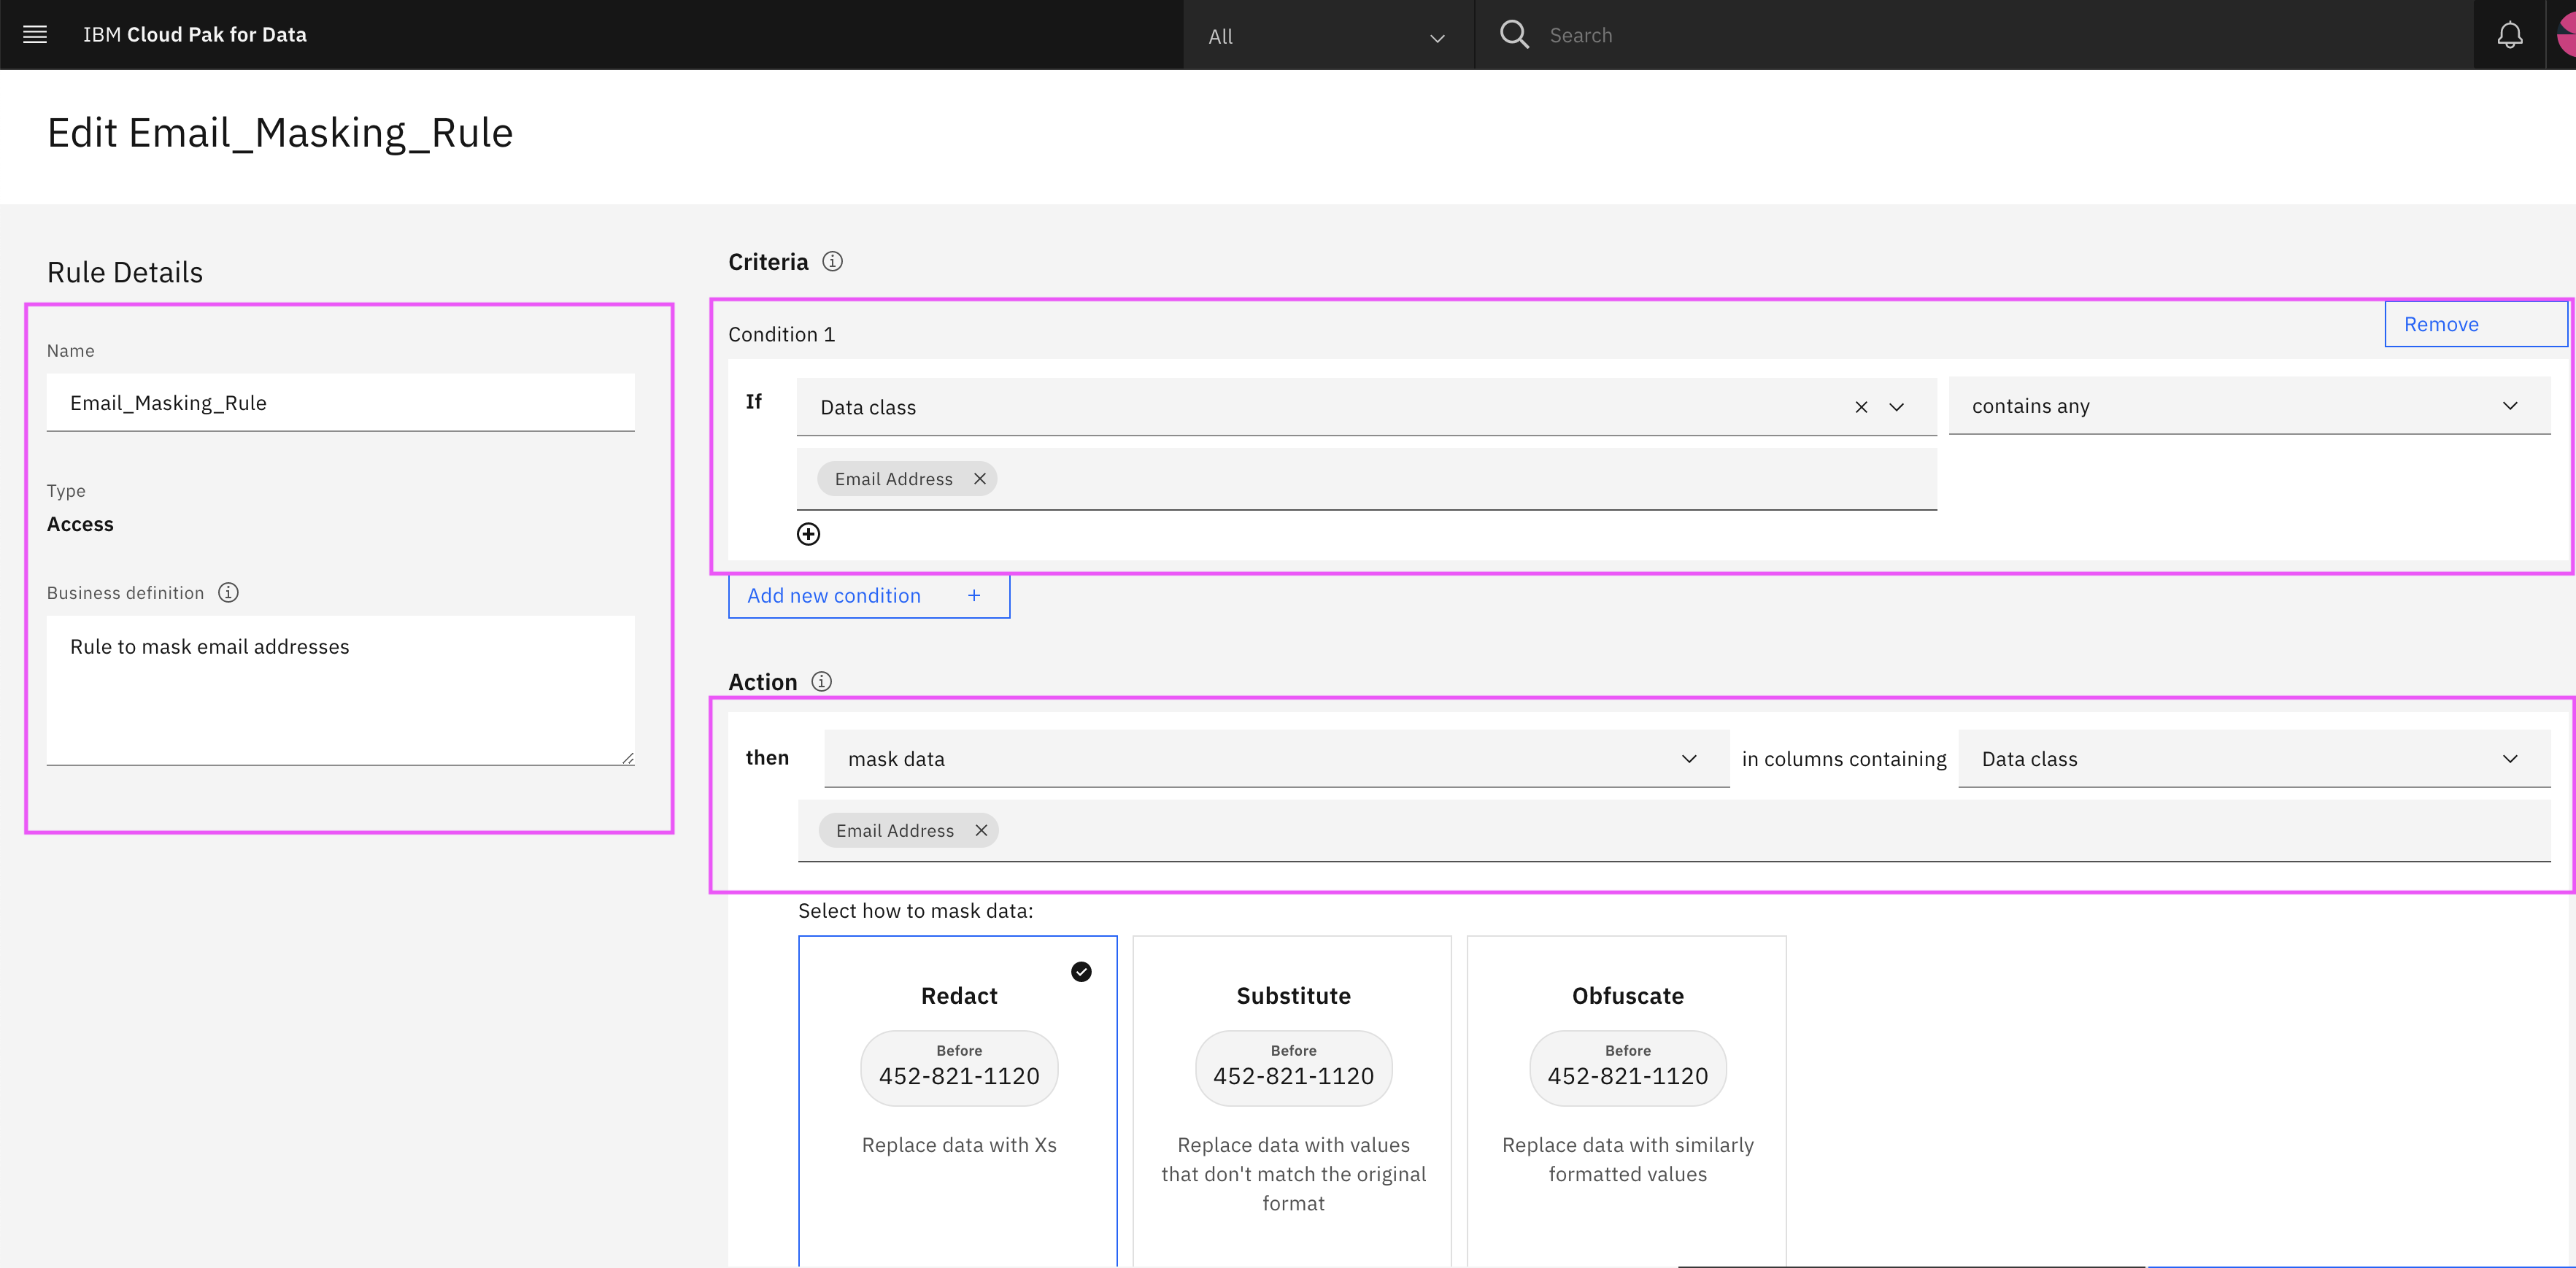 IBM Cloud Pak for Data
All
Search
Edit Email_Masking_Rule
Rule Details
Name
Email_Masking_Rule
Type
Access
Business definition
Rule to mask email addresses
Criteria
Condition 1
Remove
If
Data class
contains any
Email Address
Add new condition +
Action
then
mask data
in columns containing
Data class
Email Address
Select how to mask data:
Redact
Before
452-821-1120
Replace data with Xs
Substitute
Before
452-821-1120
Replace data with values
that don't match the original
format
Obfuscate
Before
452-821-1120
Replace data with similarly
formatted values